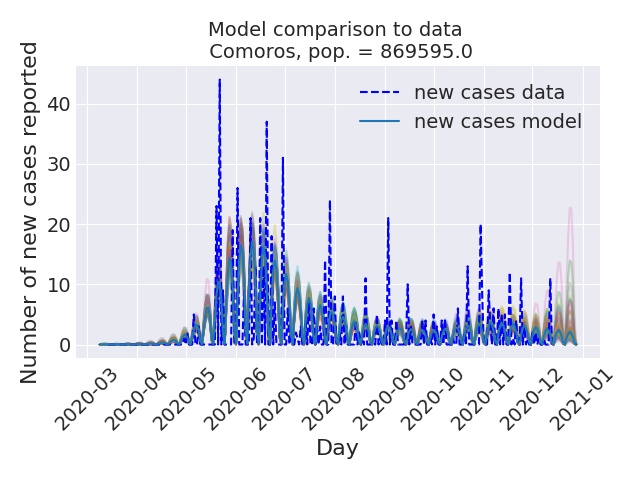 Model comparison to data
Comoros, pop. = 869595.0
Number of new cases reported
40
30
20
10
0
new cases data
new cases model
2020-03
2020-04
2020-05
2020-06
2020-07
2020-08
2020-09
2020-10
2020-11
2020-12
2021-01
Day